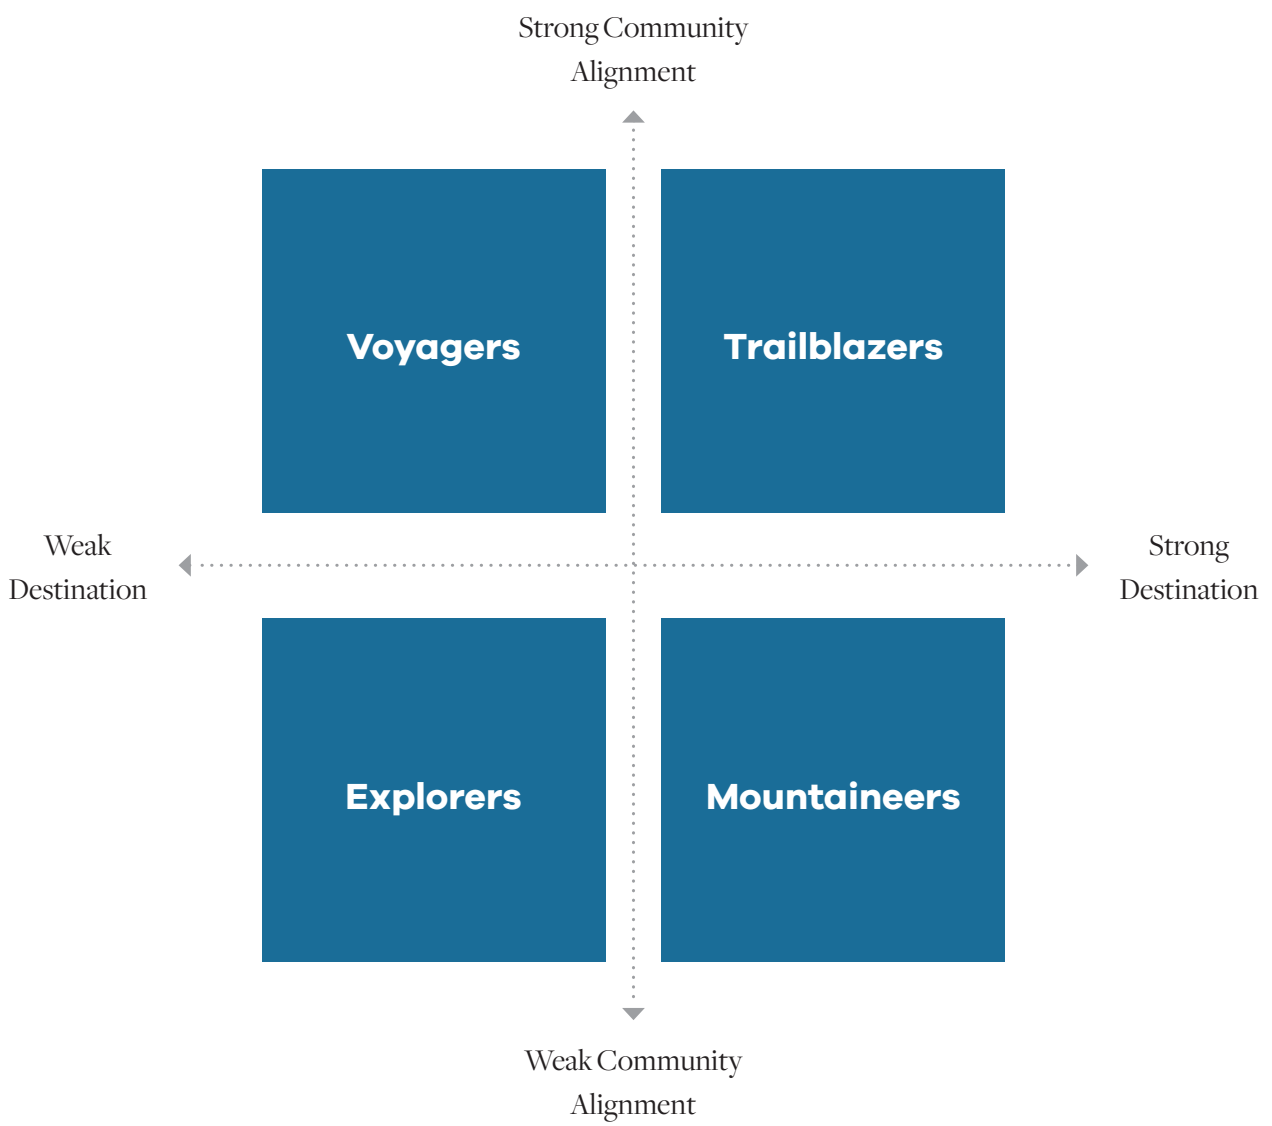 Strong Community
Alignment
Voyagers
Trailblazers
Weak
Destination
Strong
Destination
Explorers
Mountaineers
Weak Community
Alignment